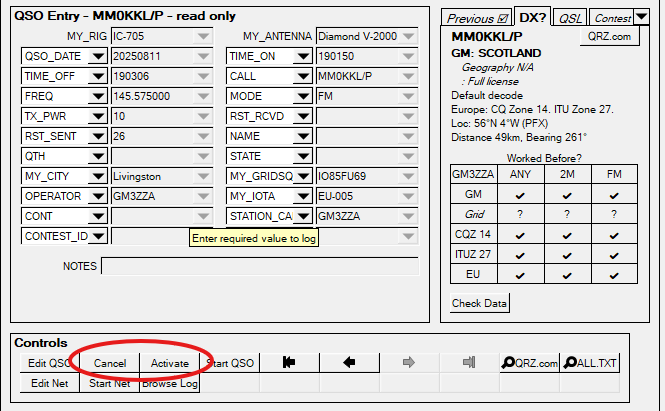 QSO Entry - MM0KKL/P - read only
MY_RIG IC-705 MY_ANTENNA Diamond V-2000
QSO_DATE 20250811 TIME_ON 190150
TIME_OFF 190306 CALL MM0KKL/P
FREQ 145.575000 MODE FM
TX_PWR 10 RST_RCVD
RST_SENT 26 NAME
QTH STATE
MY_CITY Livingston MY_GRIDSQ IO85FU69
OPERATOR GM3ZZA MY_IOTA EU-005
CONT STATION_CA GM3ZZA
CONTEST_ID
Enter required value to log
NOTES
Previous ☑ DX? QSL Contest
MM0KKL/P QRZ.com
GM: SCOTLAND
Geography N/A
: Full license
Default decode
Europe: CQ Zone 14. ITU Zone 27.
Loc: 56°N 4°W (PFX)
Distance 49km, Bearing 261°
Worked Before?
GM3ZZA ANY 2M FM
GM ✔ ✔ ✔
Grid ? ? ?
CQZ 14 ✔ ✔ ✔
ITUZ 27 ✔ ✔ ✔
EU ✔ ✔ ✔
Check Data
Controls
Edit QSO Cancel Activate Start QSO QRZ.com ALL.TXT
Edit Net Start Net Browse Log